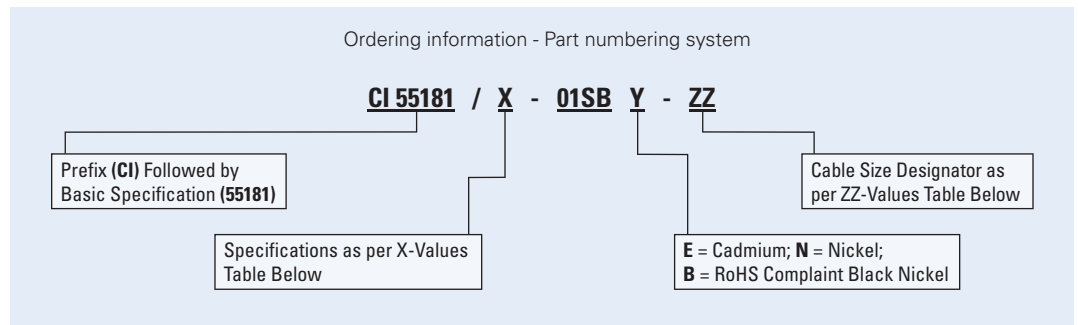 Ordering information - Part numbering system
CI 55181 / X - 01SB Y - ZZ
Prefix (CI) Followed by
Basic Specification (55181)
Cable Size Designator as
per ZZ-Values Table Below
Specifications as per X-Values
Table Below
E = Cadmium; N = Nickel;
B = RoHS Complaint Black Nickel